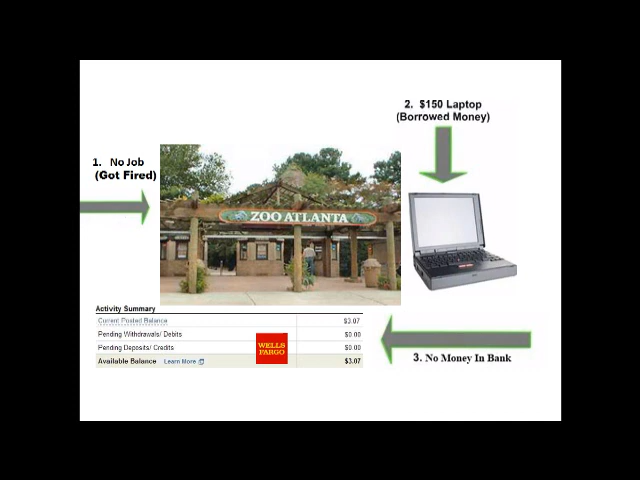 2. $150 Laptop
(Borrowed Money)
1. No Job
(Got Fired)
ZOO ATLANTA
Activity Summary
Current Posted Balance $3.07
Pending Withdrawals/ Debits $0.00
Pending Deposits/ Credits $0.00
Available Balance Learn More $3.07
WELLS
FARGO
3. No Money In Bank